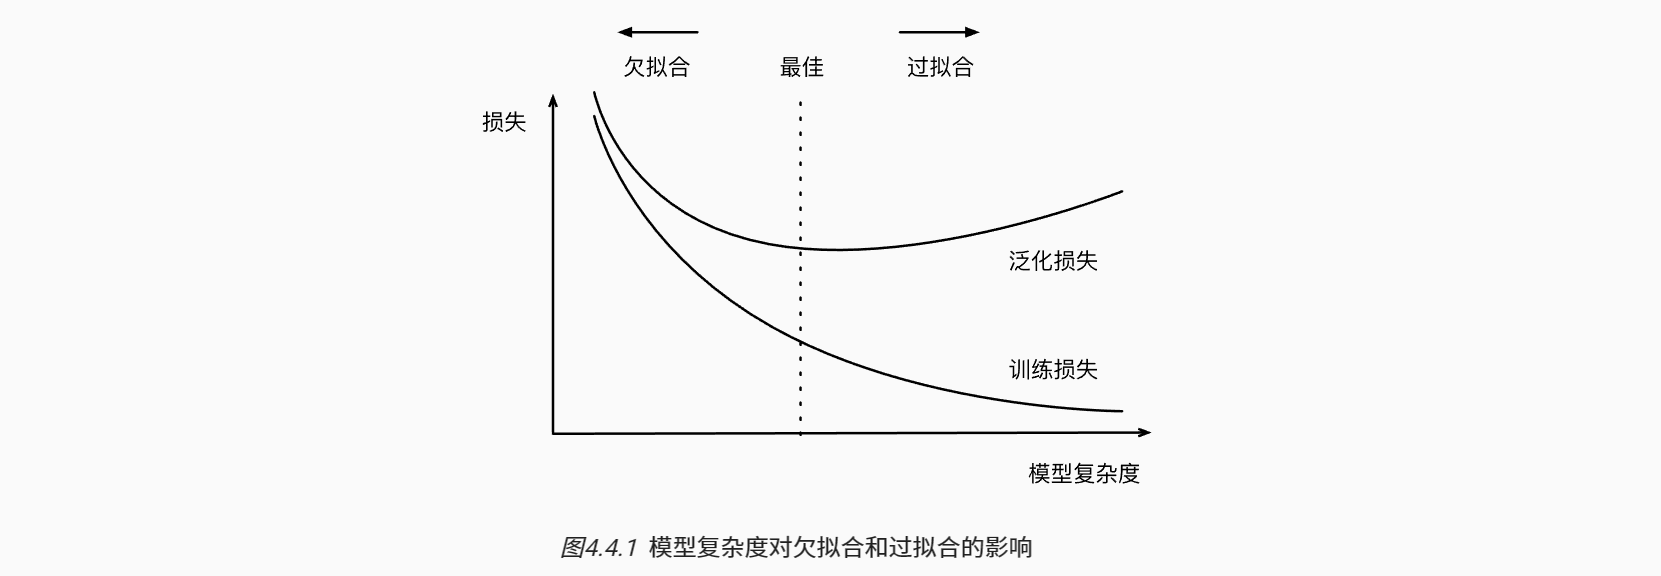 欠拟合
最佳
过拟合
损失
泛化损失
训练损失
模型复杂度
图4.4.1 模型复杂度对欠拟合和过拟合的影响